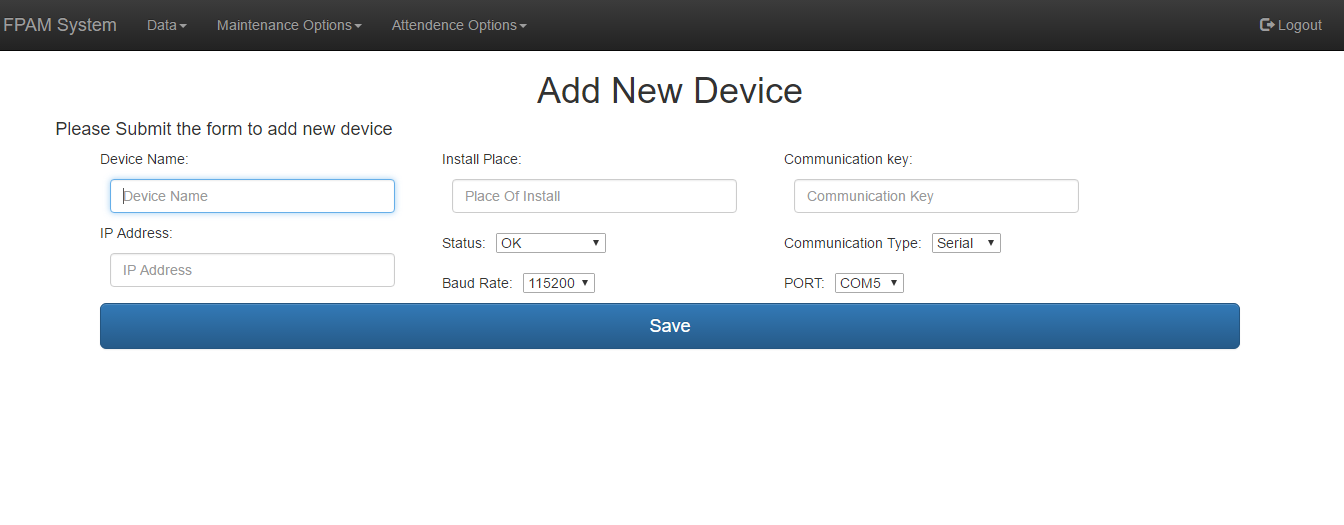 FPAM System Data Maintenance Options Attendence Options Logout
Add New Device
Please Submit the form to add new device
Device Name: Install Place: Communication key:
Device Name Place Of Install Communication Key
IP Address:
Status: OK Communication Type: Serial
IP Address
Baud Rate: 115200 PORT: COM5
Save